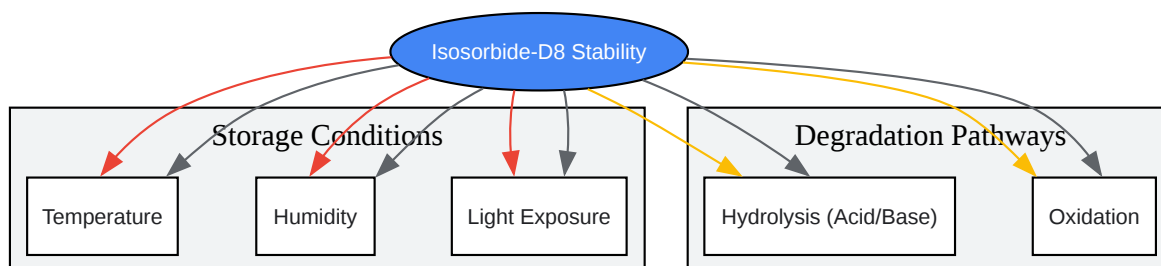 Isosorbide-D8 Stability
Storage Conditions
Degradation Pathways
Temperature
Humidity
Light Exposure
Hydrolysis (Acid/Base)
Oxidation